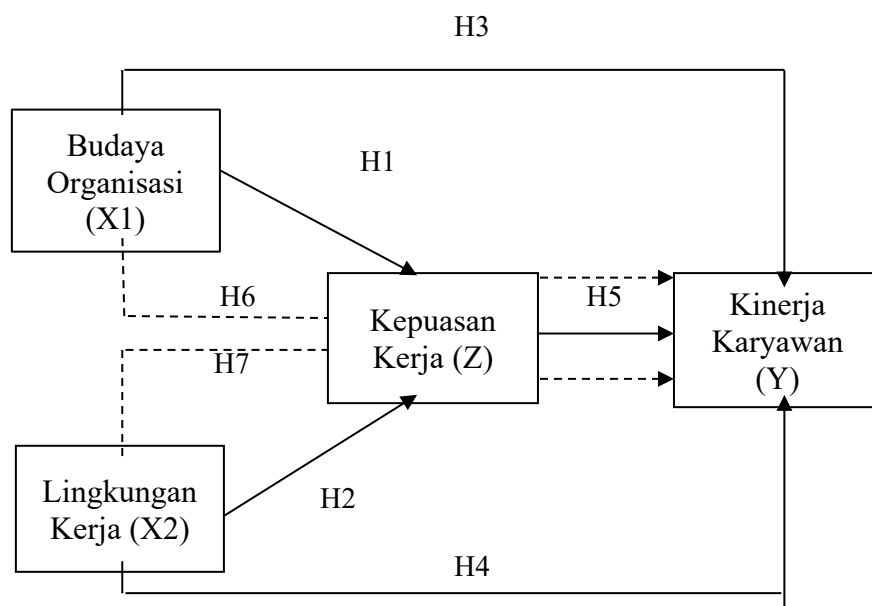 H3
Budaya
Organisasi
(X1)
H1
H6
Kepuasan
Kerja (Z)
H5
Kinerja
Karyawan
(Y)
H7
Lingkungan
Kerja (X2)
H2
H4